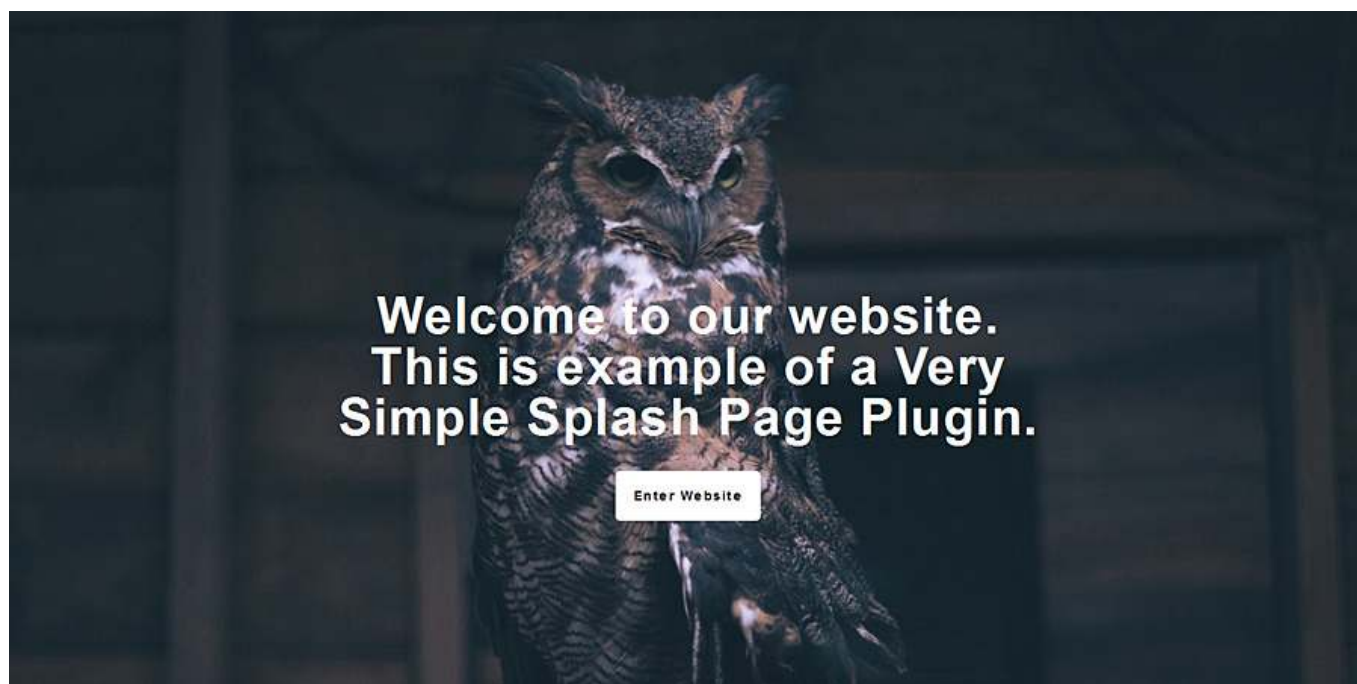 Welcome to our website.
This is example of a Very
Simple Splash Page Plugin.
Enter Website